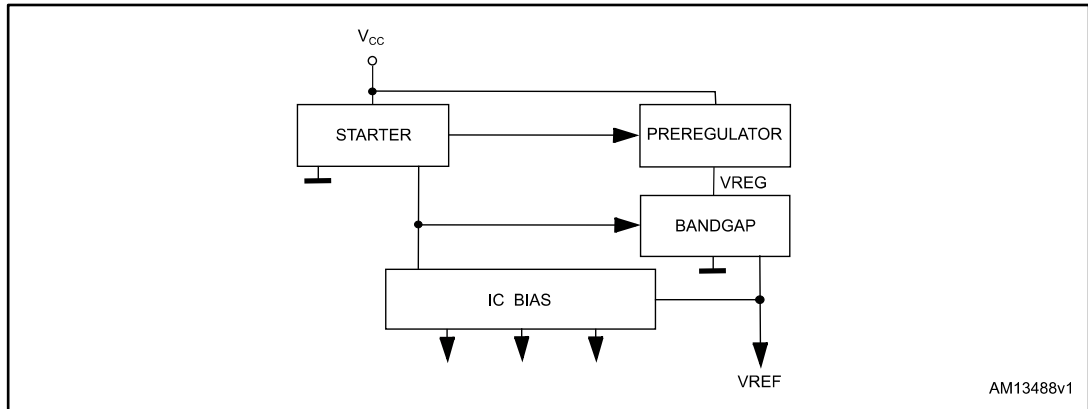 VCC
STARTER
PREREGULATOR
VREG
BANDGAP
IC BIAS
VREF
AM13488v1